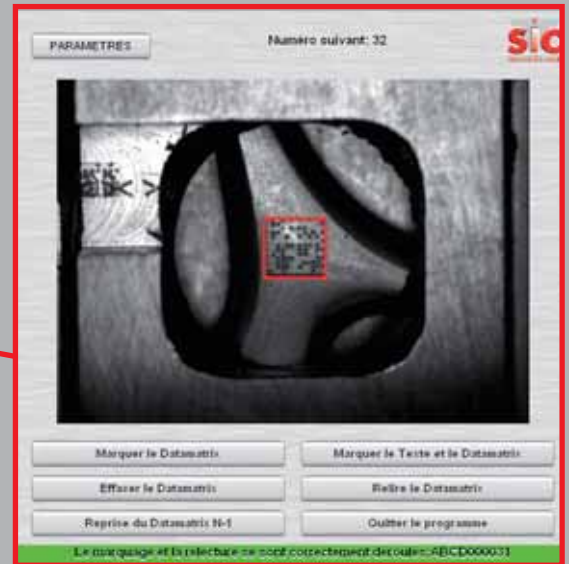 PARAMETRES
Numéro suivant: 32
sic
Marquer le Datamatrix
Marquer le Texte et le Datamatrix
Effacer le Datamatrix
Relire le Datamatrix
Reprise du Datamatrix N-1
Quitter le programme
Le marquage et la relecture se sont correctement deroules: ABCD000031